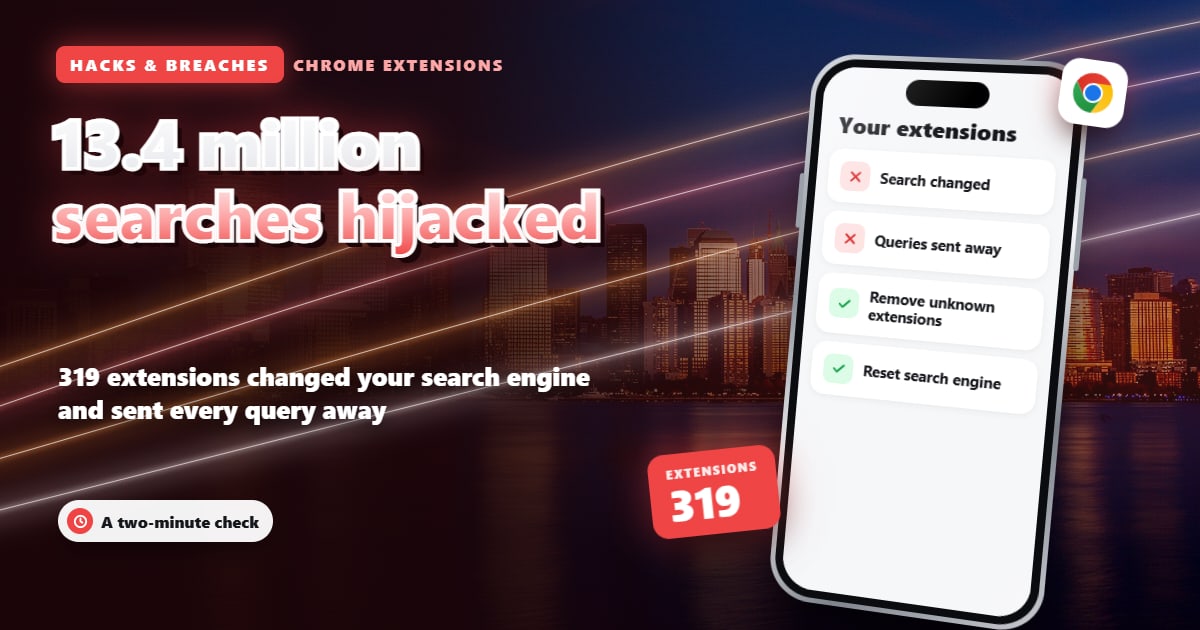 HACKS & BREACHES
CHROME EXTENSIONS
13.4 million
searches hijacked
319 extensions changed your search engine
and sent every query away
A two-minute check
EXTENSIONS
319
Your extensions
Search changed
Queries sent away
Remove unknown
extensions
Reset search engine